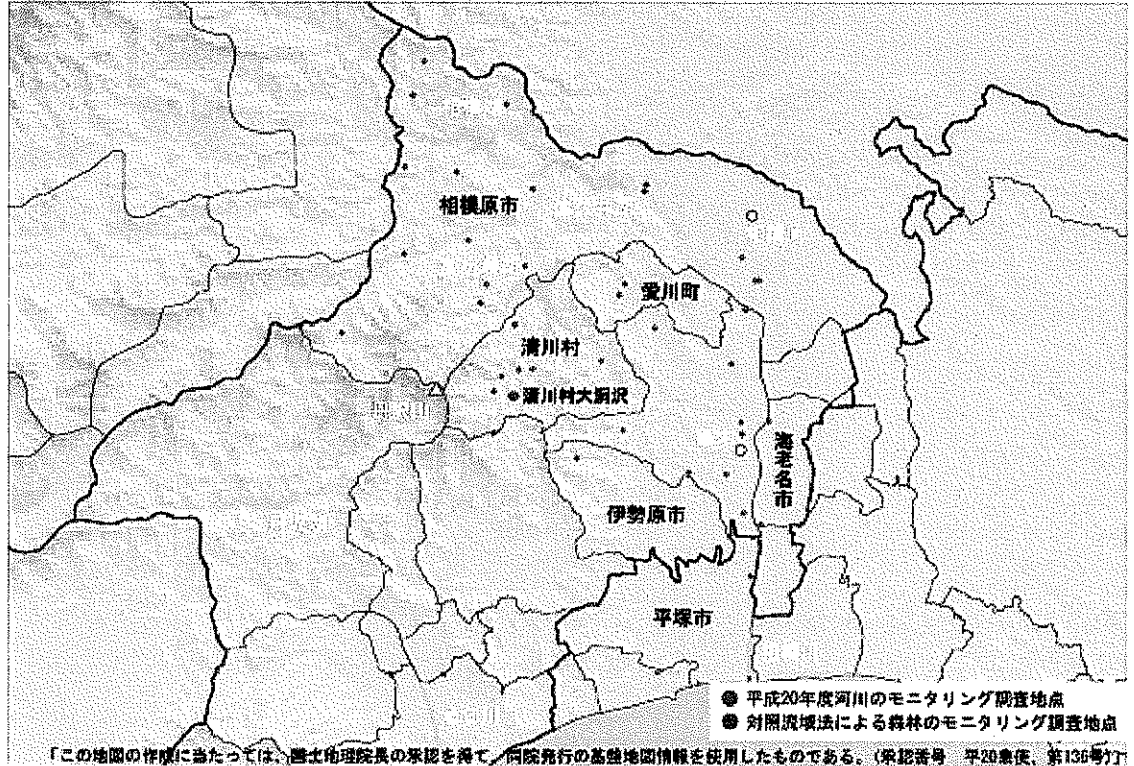 相模原市
愛川町
清川村
清川村大洞沢
海老名市
伊勢原市
平塚市
平成20年度河川のモニタリング調査地点
対照流域法による森林のモニタリング調査地点
「この地図の作成に当たっては、国土地理院長の承認を得て、同院発行の基盤地図情報を使用したものである。(承認番号 平20業使、第136号)」